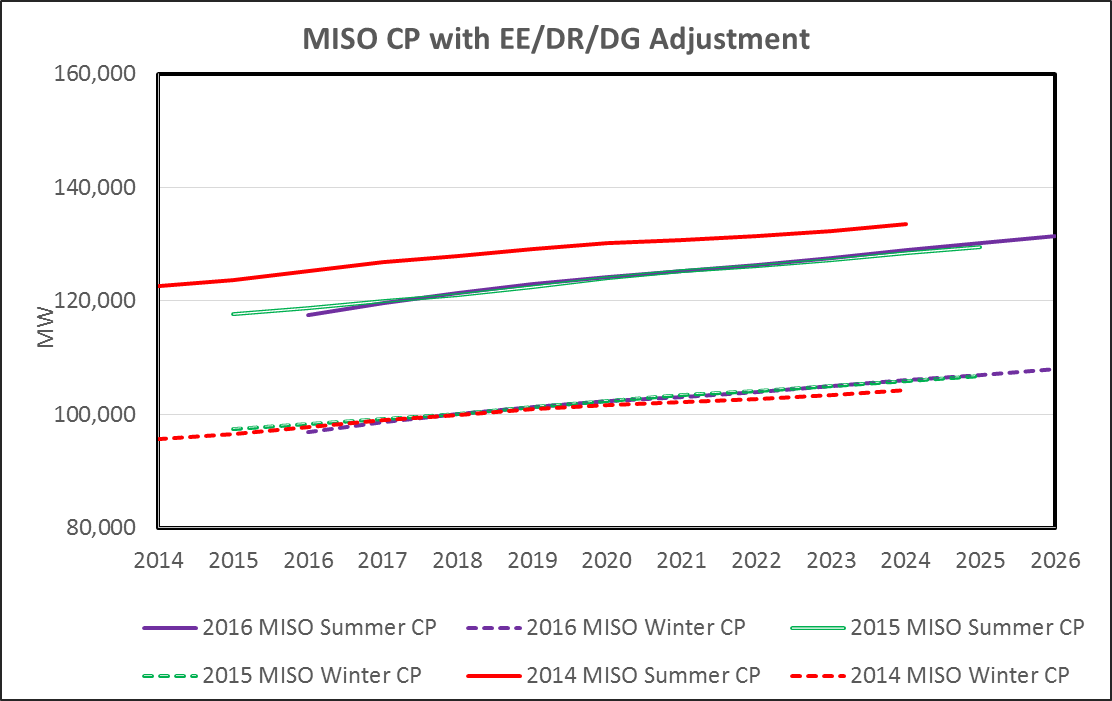 MISO CP with EE/DR/DG Adjustment
160,000
140,000
120,000
100,000
80,000
MW
2014 2015 2016 2017 2018 2019 2020 2021 2022 2023 2024 2025 2026
2016 MISO Summer CP 2016 MISO Winter CP 2015 MISO Summer CP
2015 MISO Winter CP 2014 MISO Summer CP 2014 MISO Winter CP